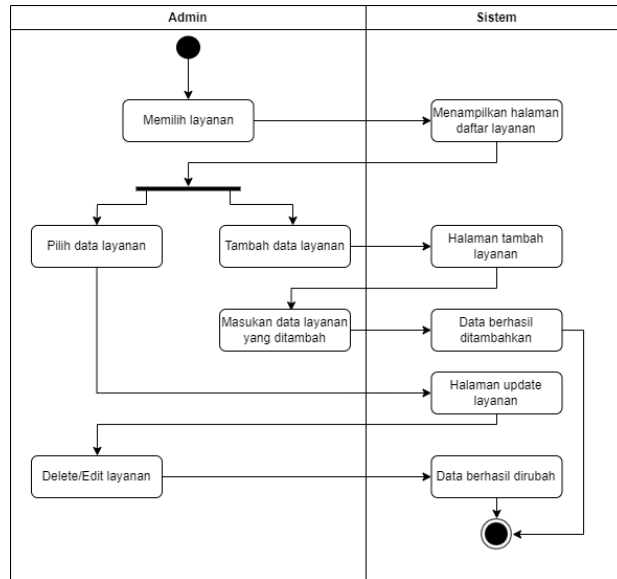 Admin
Sistem
Memilih layanan
Menampilkan halaman
daftar layanan
Pilih data layanan
Tambah data layanan
Halaman tambah
layanan
Masukan data layanan
yang ditambah
Data berhasil
ditambahkan
Halaman update
layanan
Delete/Edit layanan
Data berhasil dirubah